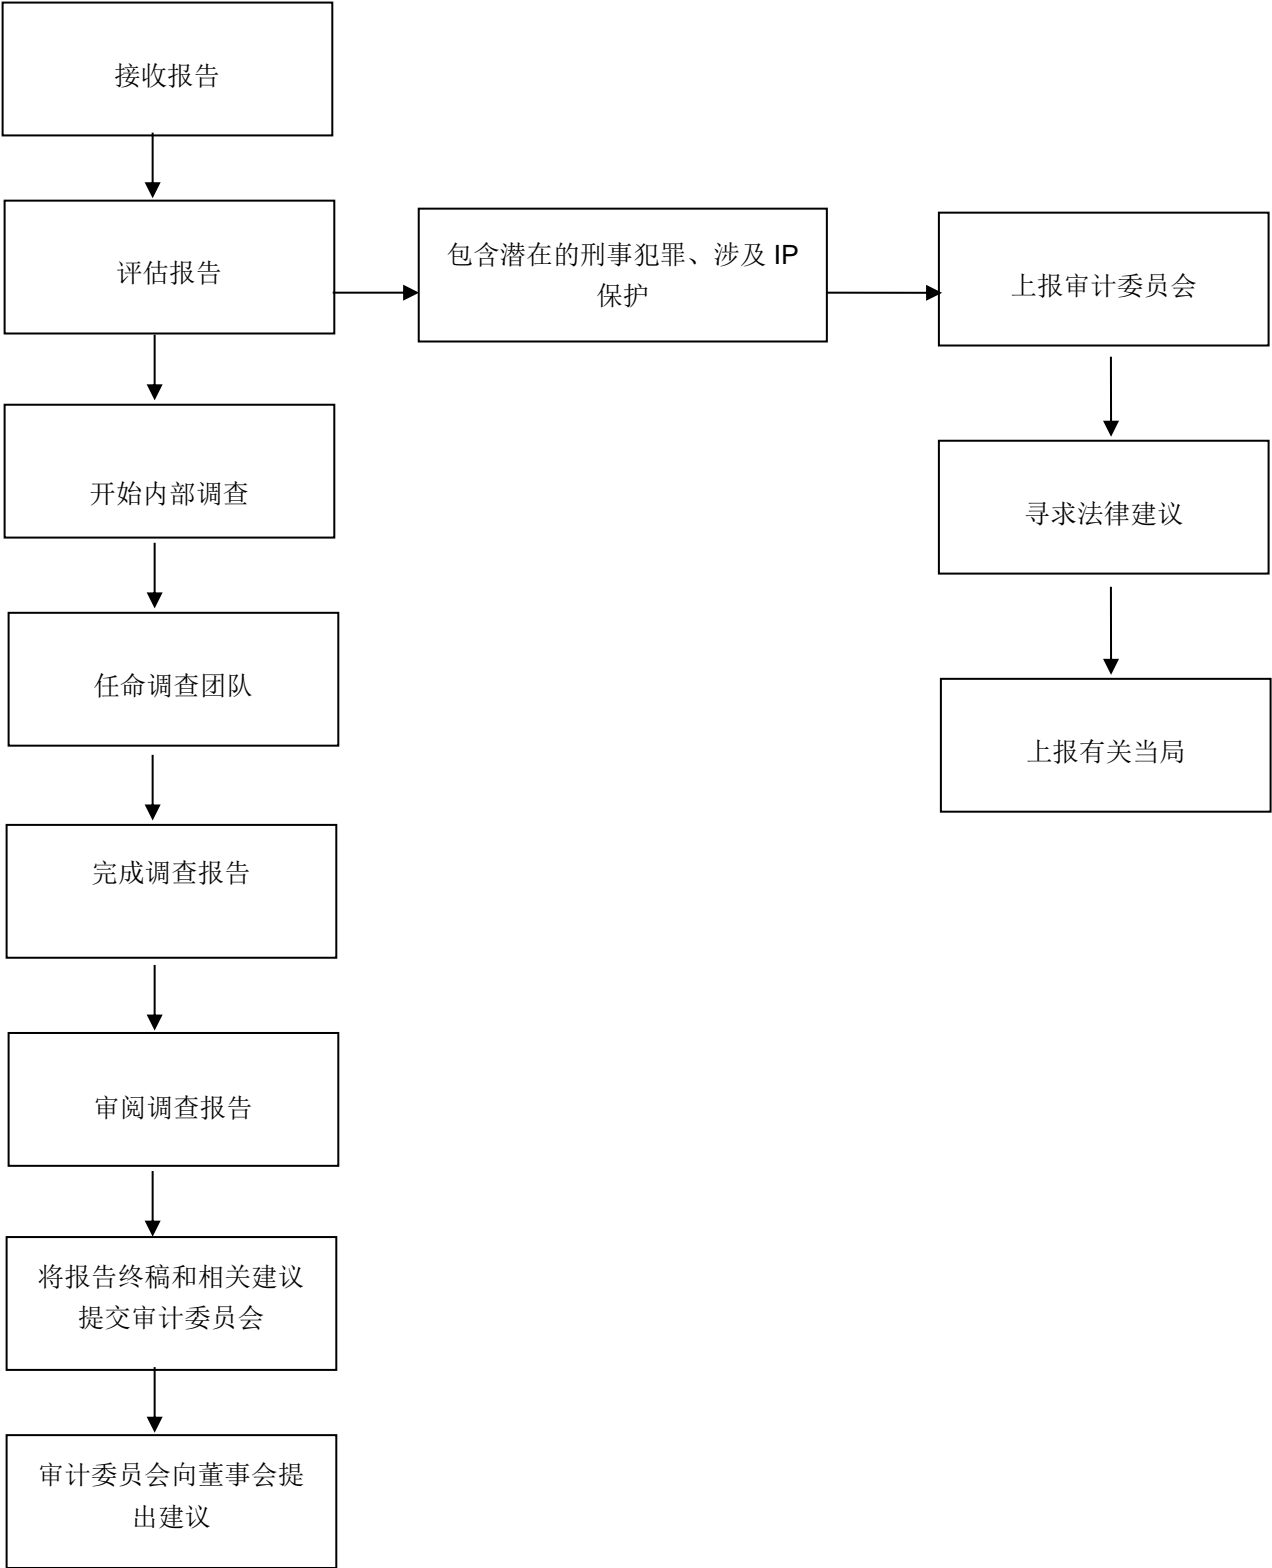 接收报告
评估报告
包含潜在的刑事犯罪、涉及 IP
保护
上报审计委员会
开始内部调查
寻求法律建议
任命调查团队
上报有关当局
完成调查报告
审阅调查报告
将报告终稿和相关建议
提交审计委员会
审计委员会向董事会提
出建议